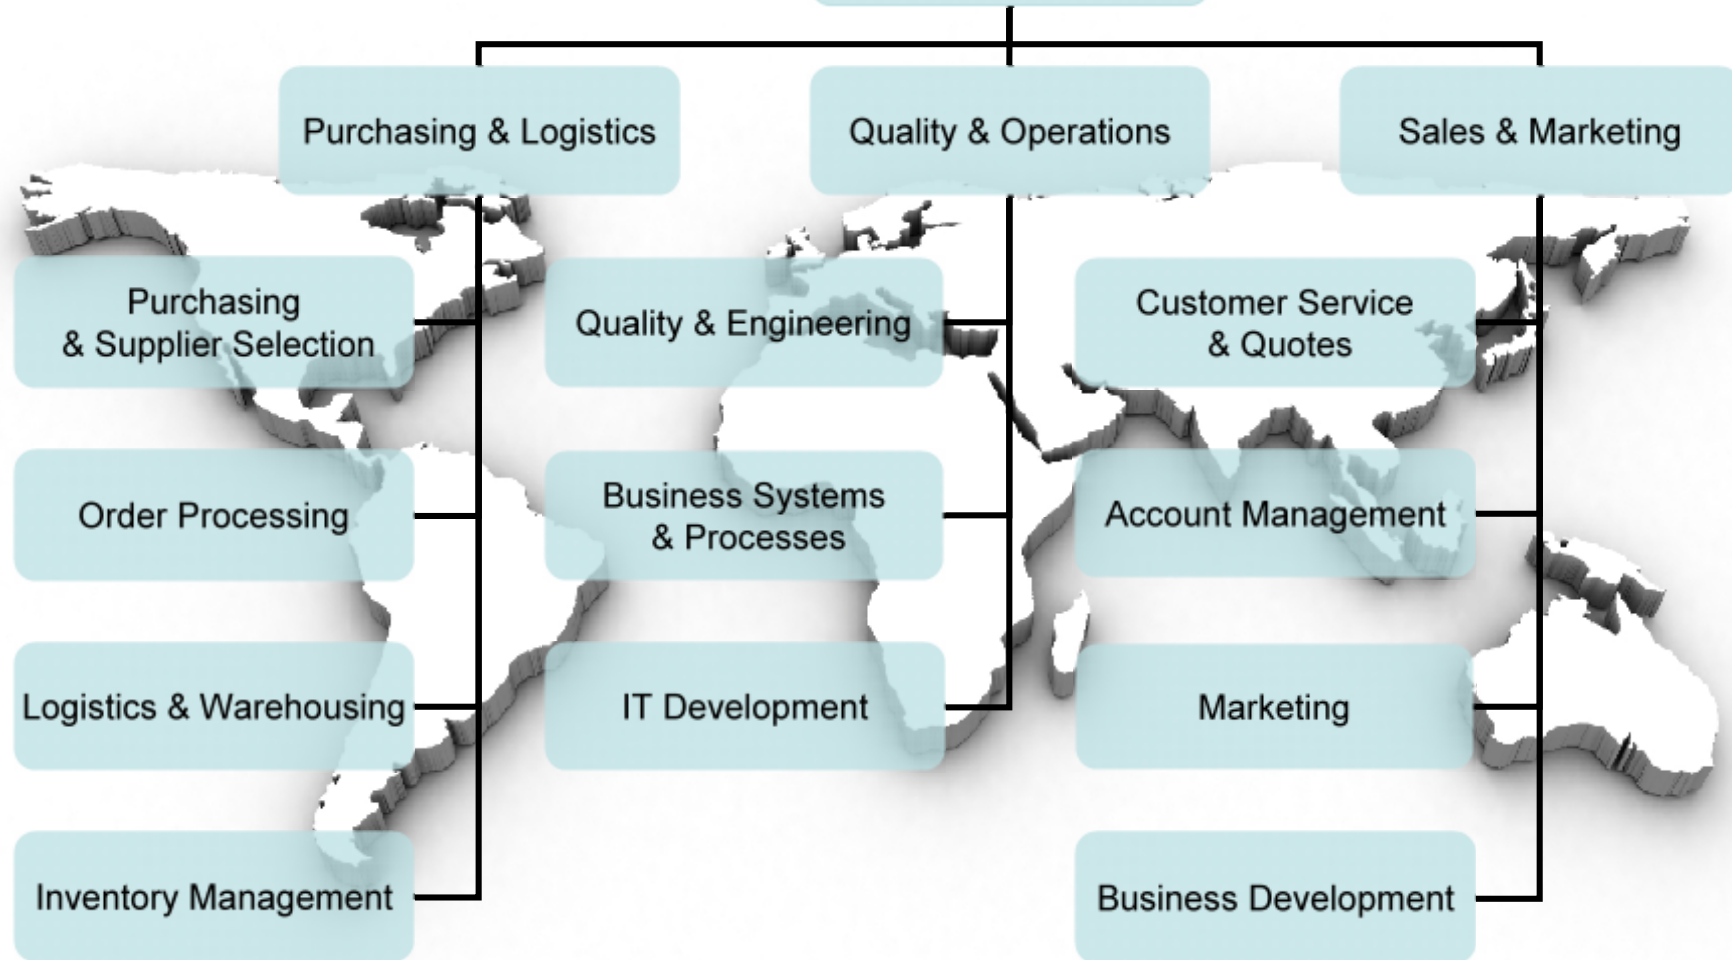 Purchasing & Logistics
Quality & Operations
Sales & Marketing
Purchasing
& Supplier Selection
Quality & Engineering
Customer Service
& Quotes
Order Processing
Business Systems
& Processes
Account Management
Logistics & Warehousing
IT Development
Marketing
Inventory Management
Business Development